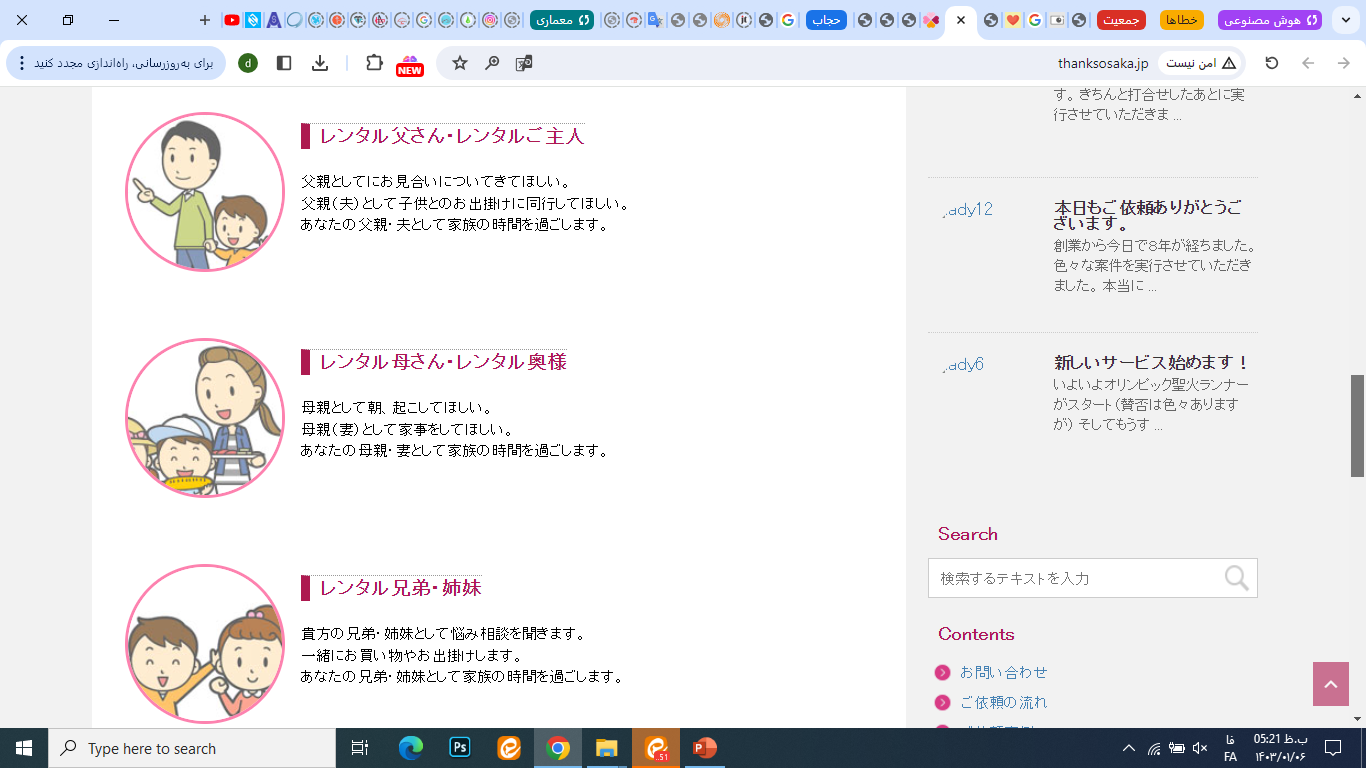 معماری
حجاب
جمعیت
خطاها
هوش مصنوعی
برای به‌روزرسانی، راه‌اندازی مجدد کنید
d
NEW
thanksosaka.jp
امن نیست
レンタル父さん・レンタルご主人
父親としてにお見合いについてきてほしい。
父親（夫）として子供とのお出掛けに同行してほしい。
あなたの父親・夫として家族の時間を過ごします。
レンタル母さん・レンタル奥様
母親として朝、起こしてほしい。
母親（妻）として家事をしてほしい。
あなたの母親・妻として家族の時間を過ごします。
レンタル兄弟・姉妹
貴方の兄弟・姉妹として悩み相談を聞きます。
一緒にお買い物やお出掛けします。
あなたの兄弟・姉妹として家族の時間を過ごします。
す。きちんと打合せしたあとに実
行させていただきま ...
lady12
本日もご依頼ありがとうご
ざいます。
創業から今日で８年が経ちました。
色々な案件を実行させていただき
ました。本当に ...
lady6
新しいサービス始めます！
いよいよオリンピック聖火ランナー
がスタート（賛否は色々あります
が） そしてもうす ...
Search
検索するテキストを入力
Contents
お問い合わせ
ご依頼の流れ
Type here to search
Ps
51
فا
FA
05:21 ب.ظ
۱۴۰۳/۰۱/۰۶